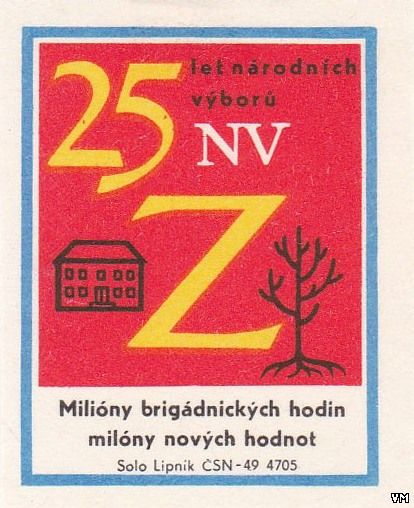 25 let národních
výborů
NV
Z
Milióny brigádnických hodin
milóny nových hodnot
Solo Lipník ČSN-49 4705
VM